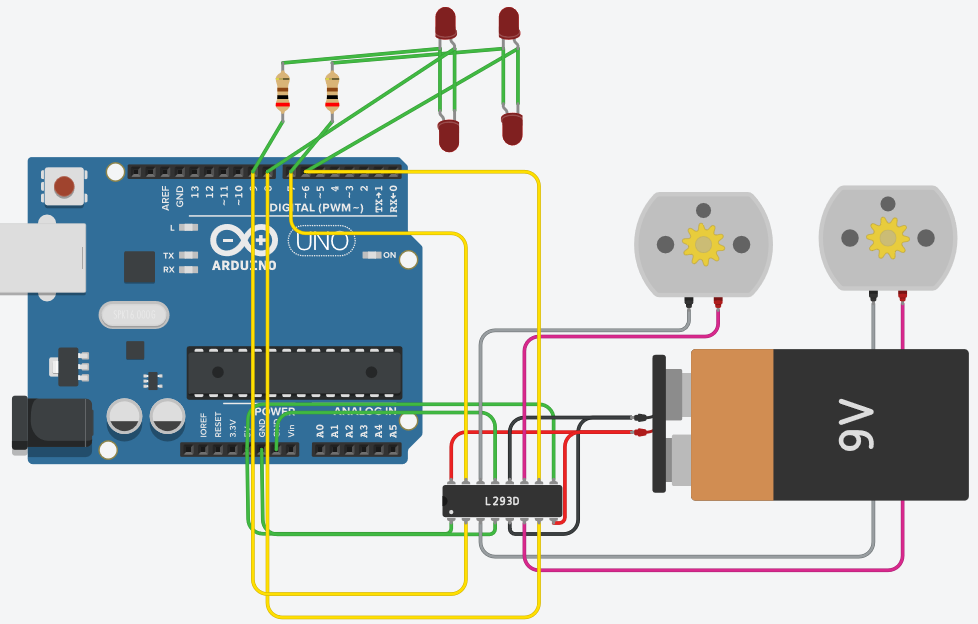 AREF
GND
13
12
~11
~10
9
8
7
~6
~5
4
~3
2
TX→1
RX←0
DIGITAL (PWM~)
L
TX
RX
UNO
ARDUINO
ON
POWER
ANALOG IN
IOREF
RESET
3.3V
GND
Vin
A0
A1
A2
A3
A4
A5
L293D
9V